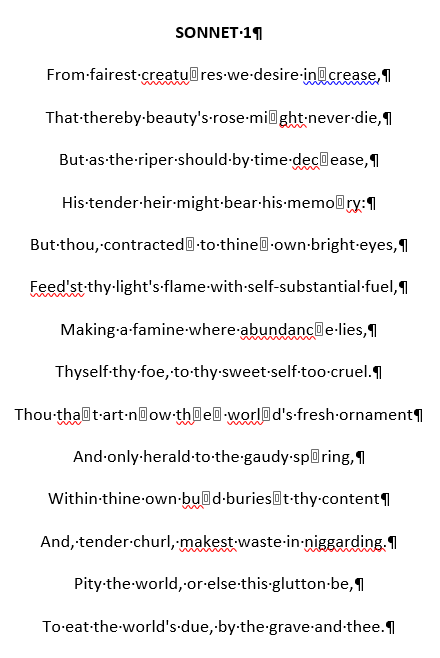 SONNET·1¶
From·fairest·creatu▯res·we·desire·in▯crease,¶
That·thereby·beauty's·rose·mi▯ght·never·die,¶
But·as·the·riper·should·by·time·dec▯ease,¶
His·tender·heir·might·bear·his·memo▯ry:¶
But·thou,·contracted▯·to·thine▯·own·bright·eyes,¶
Feed'st·thy·light's·flame·with·self-substantial·fuel,¶
Making·a·famine·where·abundanc▯e·lies,¶
Thyself·thy·foe,·to·thy·sweet·self·too·cruel.¶
Thou·tha▯t·art·n▯ow·th▯e▯·worl▯d's·fresh·ornament¶
And·only·herald·to·the·gaudy·sp▯ring,¶
Within·thine·own·bu▯d·buries▯t·thy·content¶
And,·tender·churl,·makest·waste·in·niggarding.¶
Pity·the·world,·or·else·this·glutton·be,¶
To·eat·the·world's·due,·by·the·grave·and·thee.¶